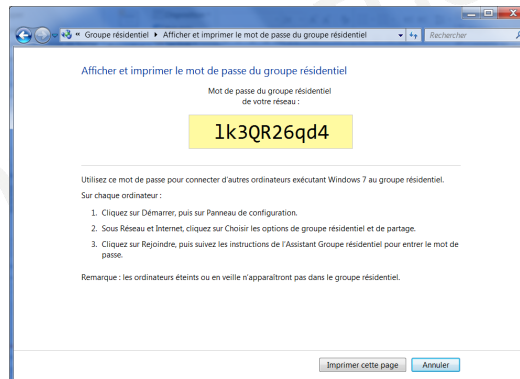 « Groupe résidentiel ▸ Afficher et imprimer le mot de passe du groupe résidentiel
Rechercher
Afficher et imprimer le mot de passe du groupe résidentiel
Mot de passe du groupe résidentiel
de votre réseau :
1k3QR26qd4
Utilisez ce mot de passe pour connecter d'autres ordinateurs exécutant Windows 7 au groupe résidentiel.
Sur chaque ordinateur :
1. Cliquez sur Démarrer, puis sur Panneau de configuration.
2. Sous Réseau et Internet, cliquez sur Choisir les options de groupe résidentiel et de partage.
3. Cliquez sur Rejoindre, puis suivez les instructions de l'Assistant Groupe résidentiel pour entrer le mot de
passe.
Remarque : les ordinateurs éteints ou en veille n'apparaîtront pas dans le groupe résidentiel.
Imprimer cette page
Annuler